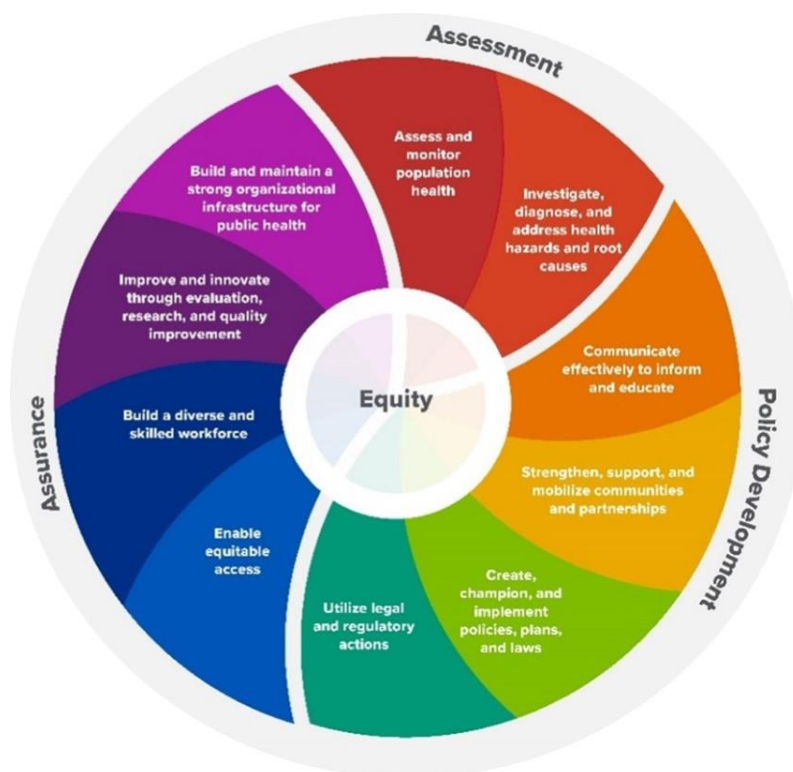 Assessment
Assess and
monitor
population
health
Investigate,
diagnose, and
address health
hazards and root
causes
Policy Development
Communicate
effectively to inform
and educate
Strengthen, support, and
mobilize communities
and partnerships
Create,
champion, and
implement
policies, plans,
and laws
Utilize legal
and regulatory
actions
Assurance
Enable
equitable
access
Build a diverse and
skilled workforce
Improve and innovate
through evaluation,
research, and quality
improvement
Build and maintain a
strong organizational
infrastructure for
public health
Equity